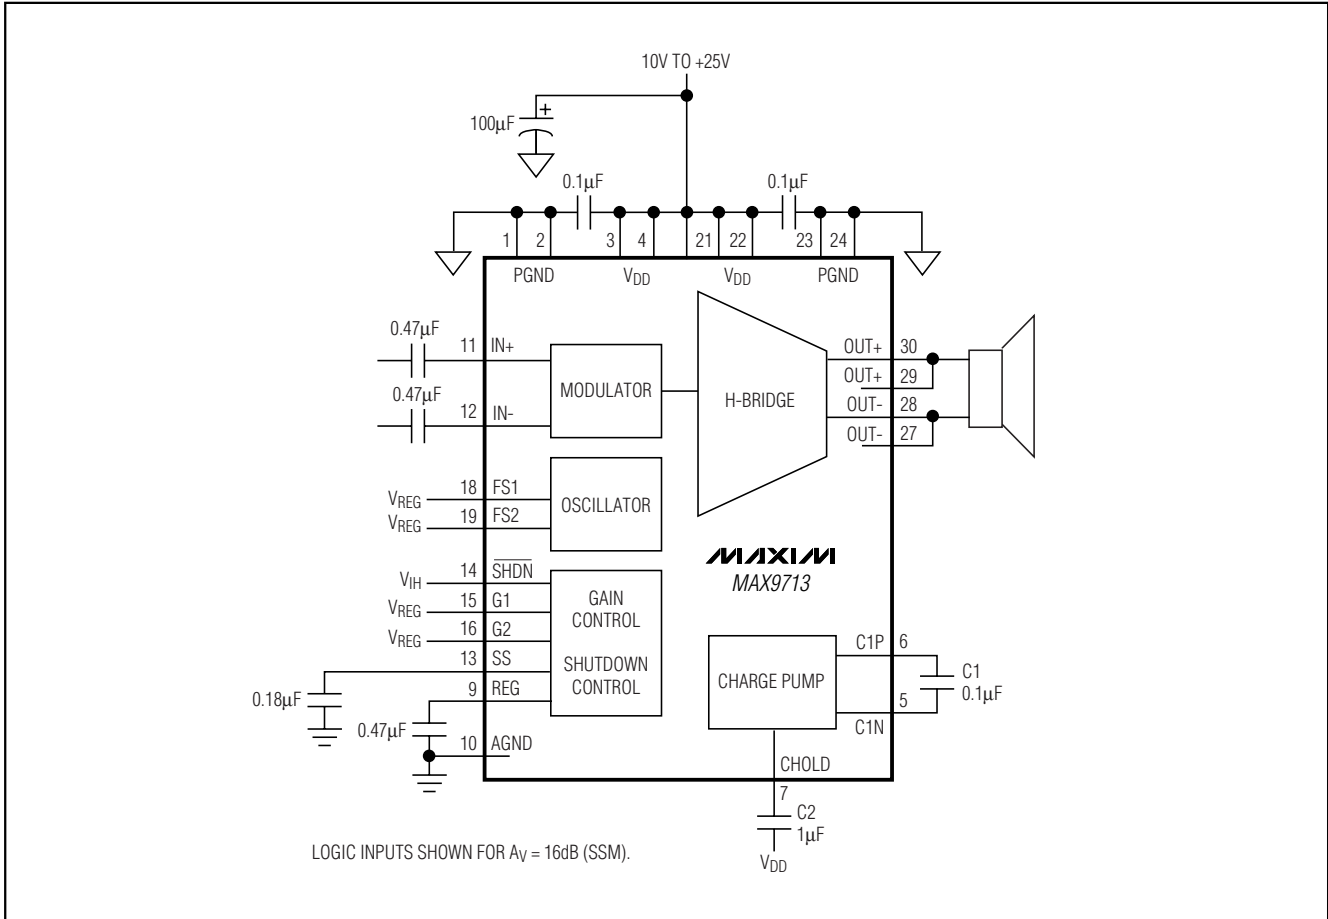 10V TO +25V
+
100µF
0.1µF
0.1µF
1
2
3
4
21
22
23
24
PGND
VDD
VDD
PGND
0.47µF
11
IN+
0.47µF
12
IN-
MODULATOR
H-BRIDGE
OUT+
30
OUT+
29
OUT-
28
OUT-
27
VREG
18
FS1
VREG
19
FS2
OSCILLATOR
VIH
14
SHDN
VREG
15
G1
VREG
16
G2
13
SS
9
REG
GAIN
CONTROL
SHUTDOWN
CONTROL
0.18µF
0.47µF
10
AGND
MAXIM
MAX9713
CHARGE PUMP
C1P
6
C1
0.1µF
5
C1N
CHOLD
7
C2
1µF
VDD
LOGIC INPUTS SHOWN FOR AV = 16dB (SSM).